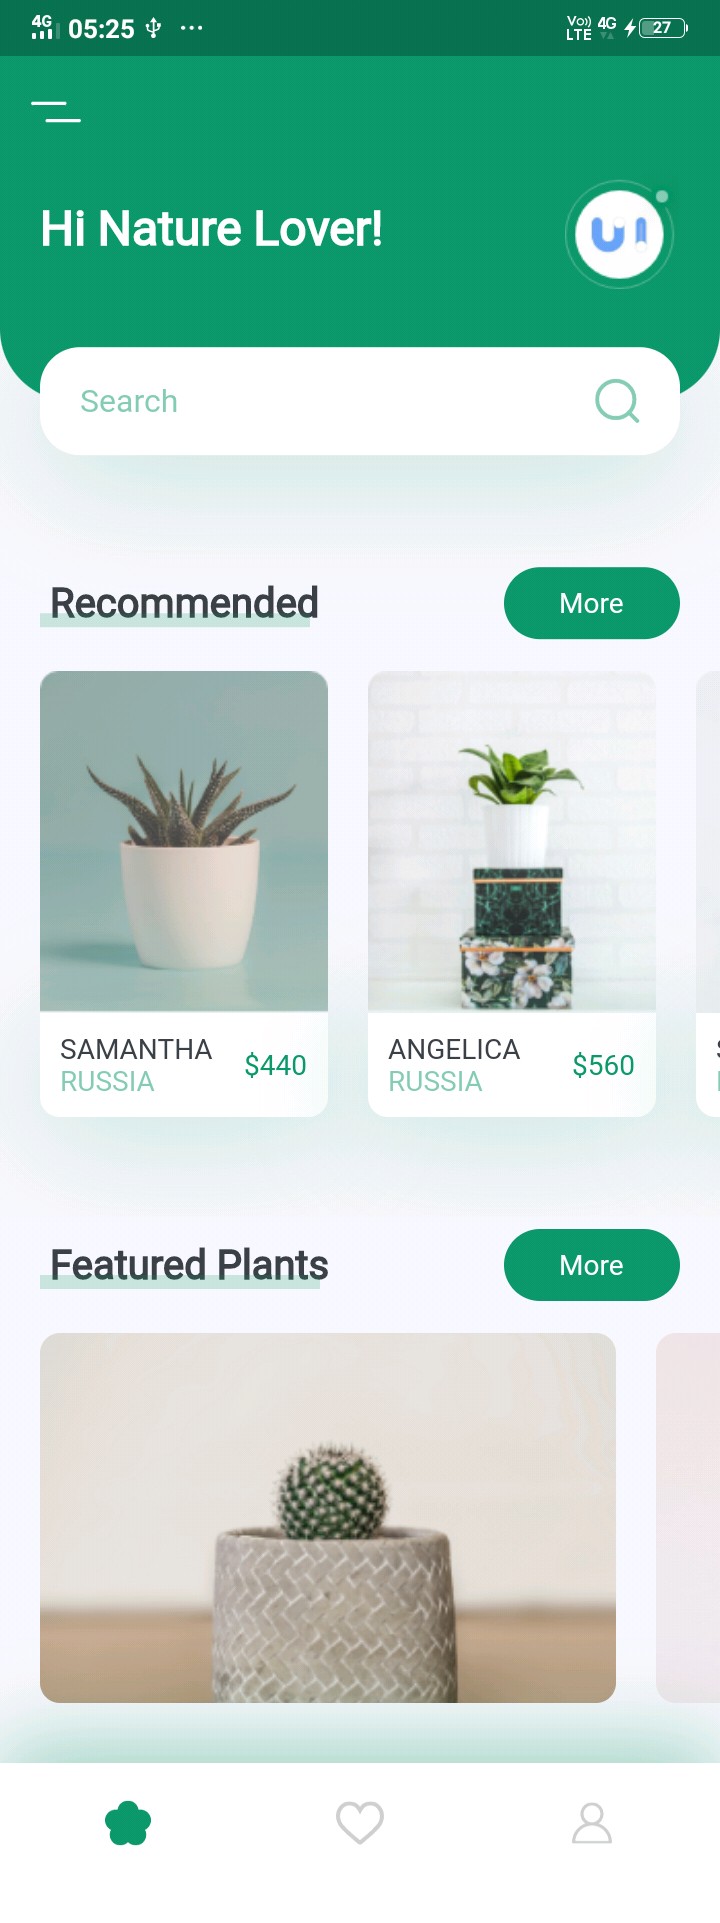 4G 05:25 ... Vo)) LTE 4G 27
Hi Nature Lover!
UI
Search
Recommended
More
SAMANTHA
RUSSIA
$440
ANGELICA
RUSSIA
$560
Featured Plants
More